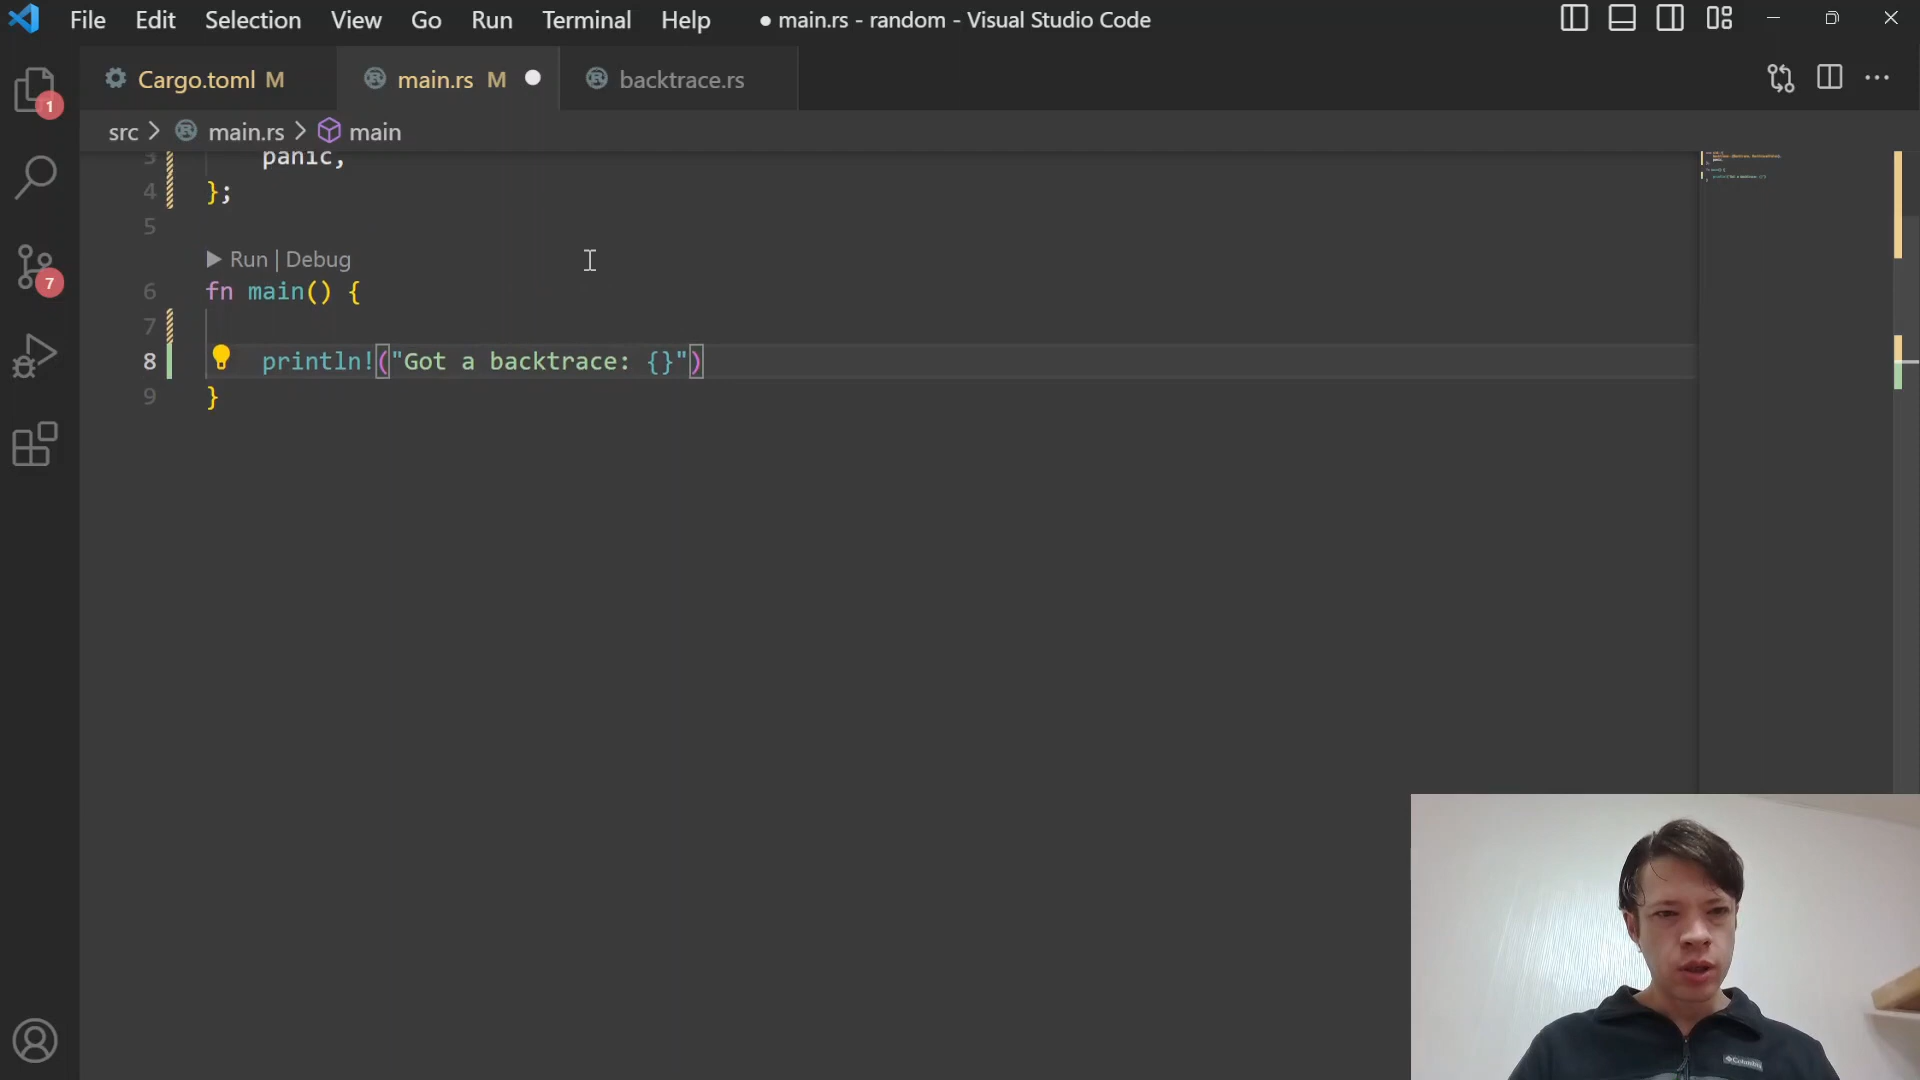 File Edit Selection View Go Run Terminal Help ● main.rs - random - Visual Studio Code
Cargo.toml M main.rs M backtrace.rs
1
src > main.rs > main
3 panic,
4 };
5
7
Run | Debug
6 fn main() {
7
8 println!("Got a backtrace: {}")
9 }
Columbia